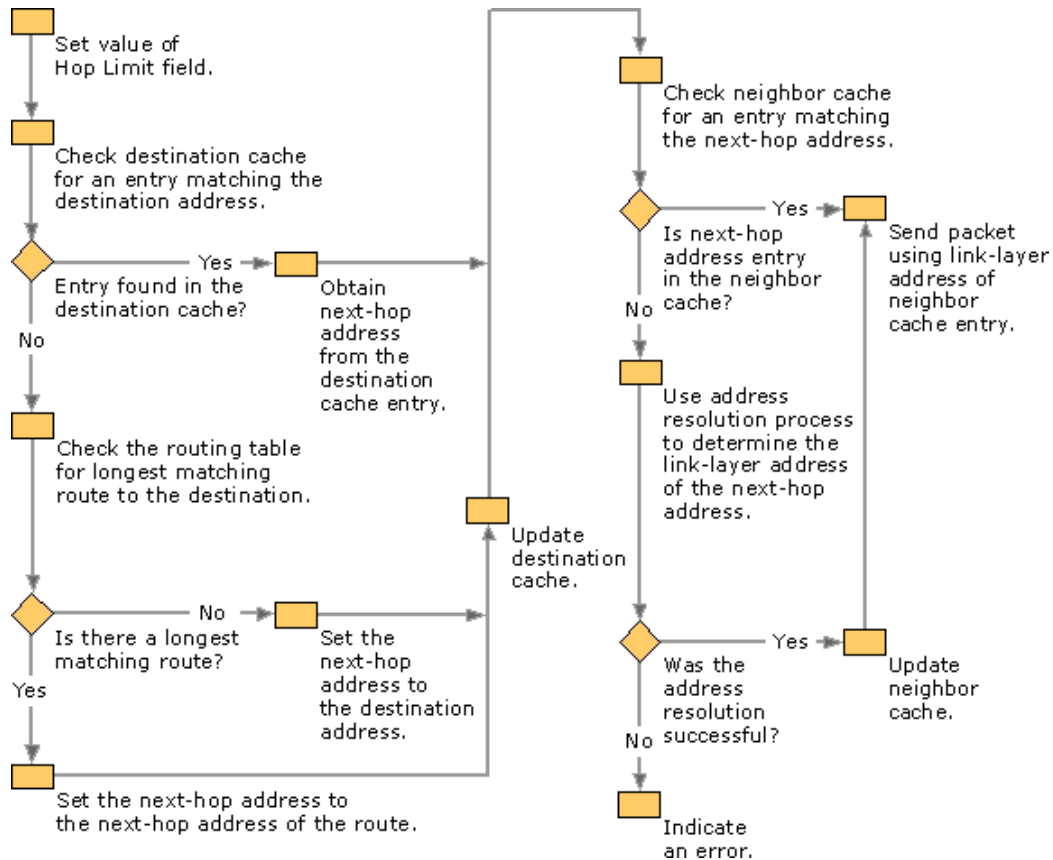 Set value of
Hop Limit field.
Check destination cache
for an entry matching the
destination address.
Entry found in the
destination cache?
Yes
No
Obtain
next-hop
address
from the
destination
cache entry.
Check the routing table
for longest matching
route to the destination.
Is there a longest
matching route?
No
Yes
Set the
next-hop
address to
the destination
address.
Set the next-hop address to
the next-hop address of the route.
Update
destination
cache.
Check neighbor cache
for an entry matching
the next-hop address.
Is next-hop
address entry
in the neighbor
cache?
Yes
No
Send packet
using link-layer
address of
neighbor
cache entry.
Use address
resolution process
to determine the
link-layer address
of the next-hop
address.
Was the
address
resolution
successful?
Yes
No
Update
neighbor
cache.
Indicate
an error.